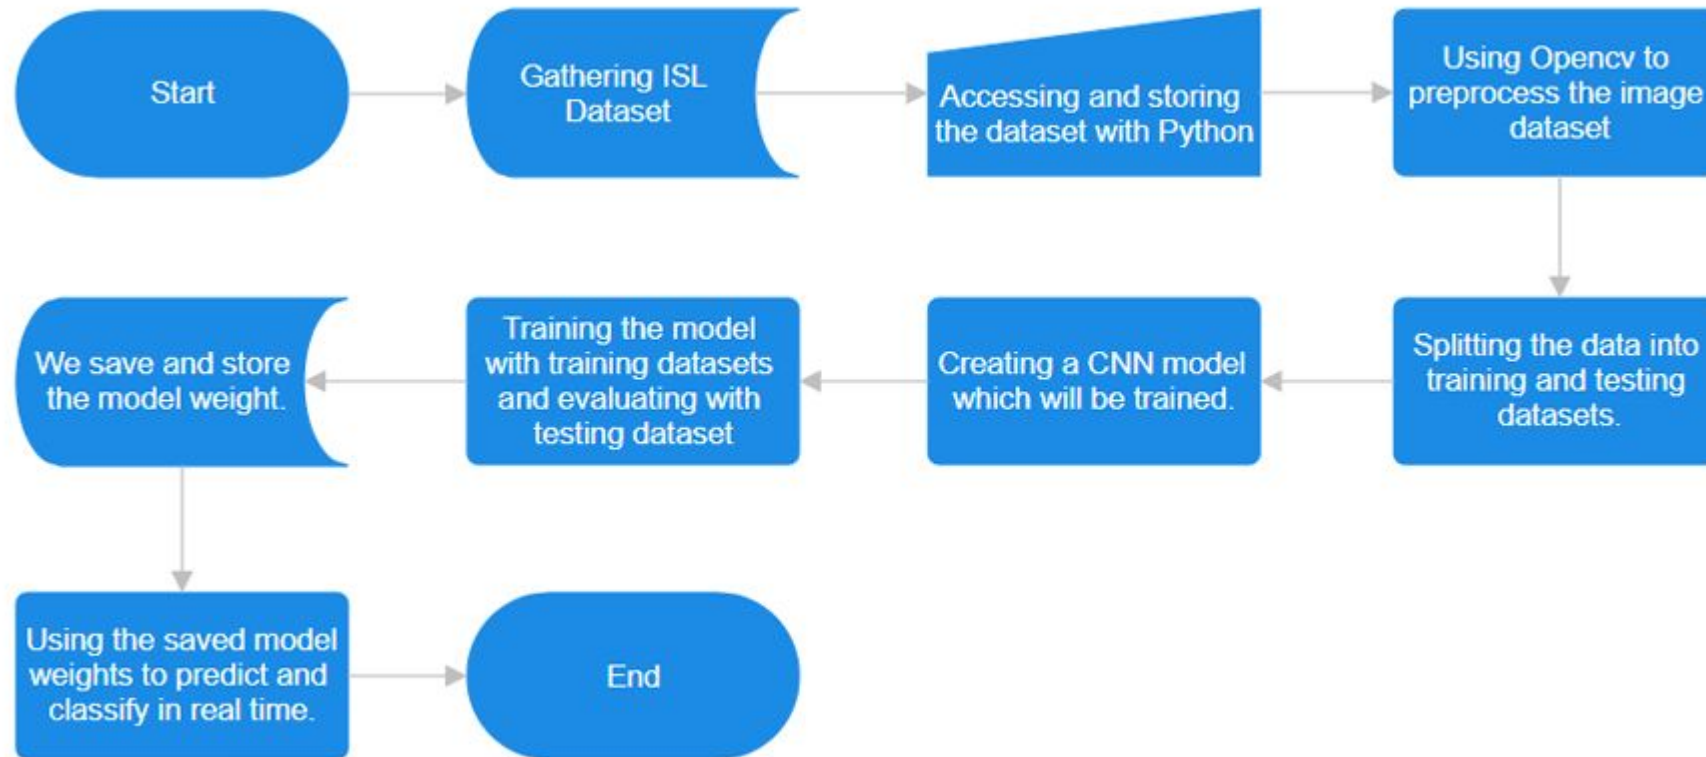 Start
Gathering ISL
Dataset
Accessing and storing
the dataset with Python
Using Opencv to
preprocess the image
dataset
Splitting the data into
training and testing
datasets.
Creating a CNN model
which will be trained.
Training the model
with training datasets
and evaluating with
testing dataset
We save and store
the model weight.
Using the saved model
weights to predict and
classify in real time.
End